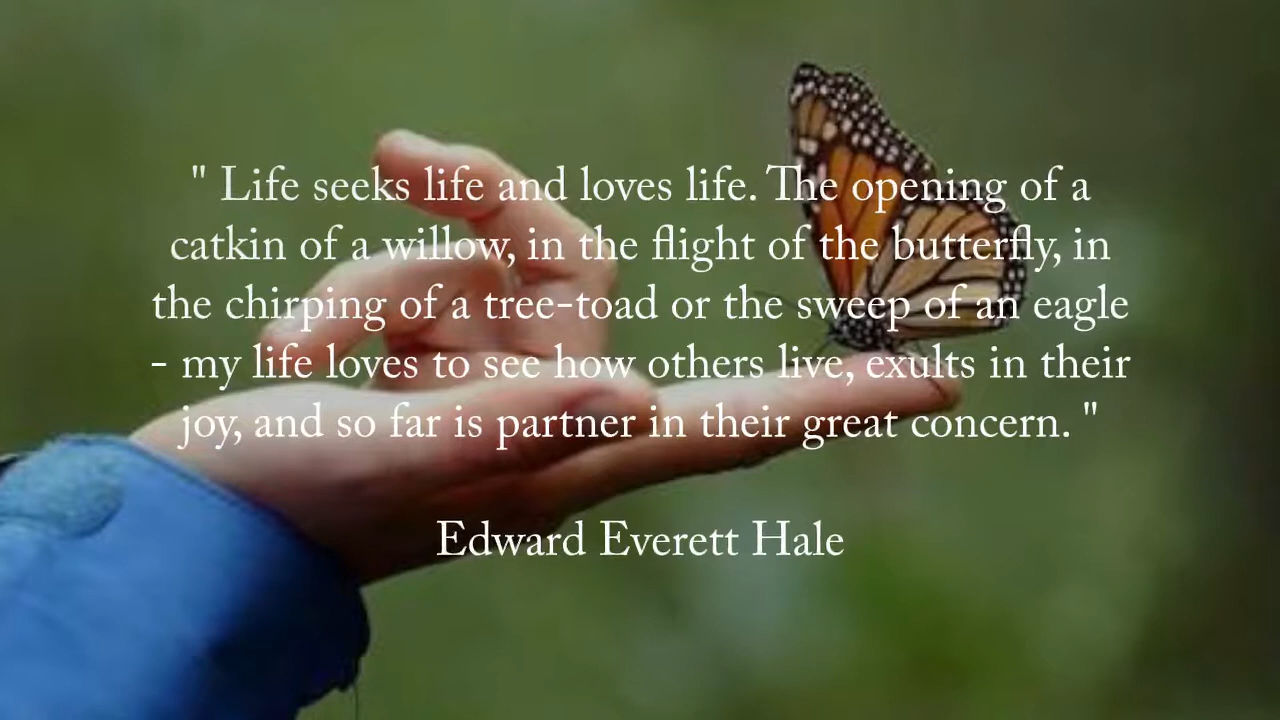 " Life seeks life and loves life. The opening of a
catkin of a willow, in the flight of the butterfly, in
the chirping of a tree-toad or the sweep of an eagle
- my life loves to see how others live, exults in their
joy, and so far is partner in their great concern. "
Edward Everett Hale